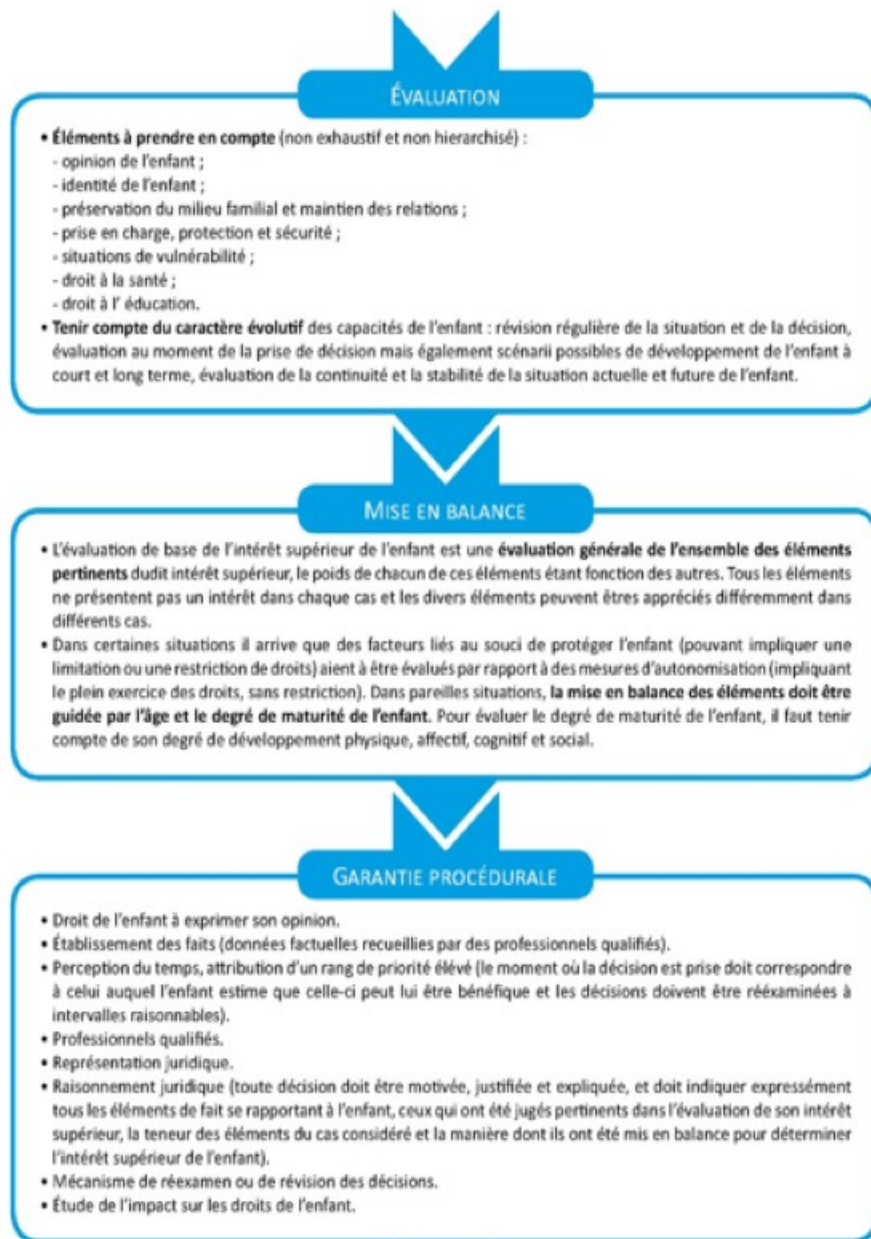 ÉVALUATION
• Éléments à prendre en compte (non exhaustif et non hierarchisé) :
- opinion de l'enfant ;
- identité de l'enfant ;
- préservation du milieu familial et maintien des relations ;
- prise en charge, protection et sécurité ;
- situations de vulnérabilité ;
- droit à la santé ;
- droit à l' éducation.
• Tenir compte du caractère évolutif des capacités de l'enfant : révision régulière de la situation et de la décision,
évaluation au moment de la prise de décision mais également scénarii possibles de développement de l'enfant à
court et long terme, évaluation de la continuité et la stabilité de la situation actuelle et future de l'enfant.
MISE EN BALANCE
• L'évaluation de base de l'intérêt supérieur de l'enfant est une évaluation générale de l'ensemble des éléments
pertinents dudit intérêt supérieur, le poids de chacun de ces éléments étant fonction des autres. Tous les éléments
ne présentent pas un intérêt dans chaque cas et les divers éléments peuvent êtres appréciés différemment dans
différents cas.
• Dans certaines situations il arrive que des facteurs liés au souci de protéger l'enfant (pouvant impliquer une
limitation ou une restriction de droits) aient à être évalués par rapport à des mesures d'autonomisation (impliquant
le plein exercice des droits, sans restriction). Dans pareilles situations, la mise en balance des éléments doit être
guidée par l'âge et le degré de maturité de l'enfant. Pour évaluer le degré de maturité de l'enfant, il faut tenir
compte de son degré de développement physique, affectif, cognitif et social.
GARANTIE PROCÉDURALE
• Droit de l'enfant à exprimer son opinion.
• Établissement des faits (données factuelles recueillies par des professionnels qualifiés).
• Perception du temps, attribution d'un rang de priorité élévé (le moment où la décision est prise doit correspondre
à celui auquel l'enfant estime que celle-ci peut lui être bénéfique et les décisions doivent être rééxaminées à
intervalles raisonnables).
• Professionnels qualifiés.
• Représentation juridique.
• Raisonnement juridique (toute décision doit être motivée, justifiée et expliquée, et doit indiquer expressément
tous les éléments de fait se rapportant à l'enfant, ceux qui ont été jugés pertinents dans l'évaluation de son intérêt
supérieur, la teneur des éléments du cas considéré et la manière dont ils ont été mis en balance pour déterminer
l'intérêt supérieur de l'enfant).
• Mécanisme de réexamen ou de révision des décisions.
• Étude de l'impact sur les droits de l'enfant.